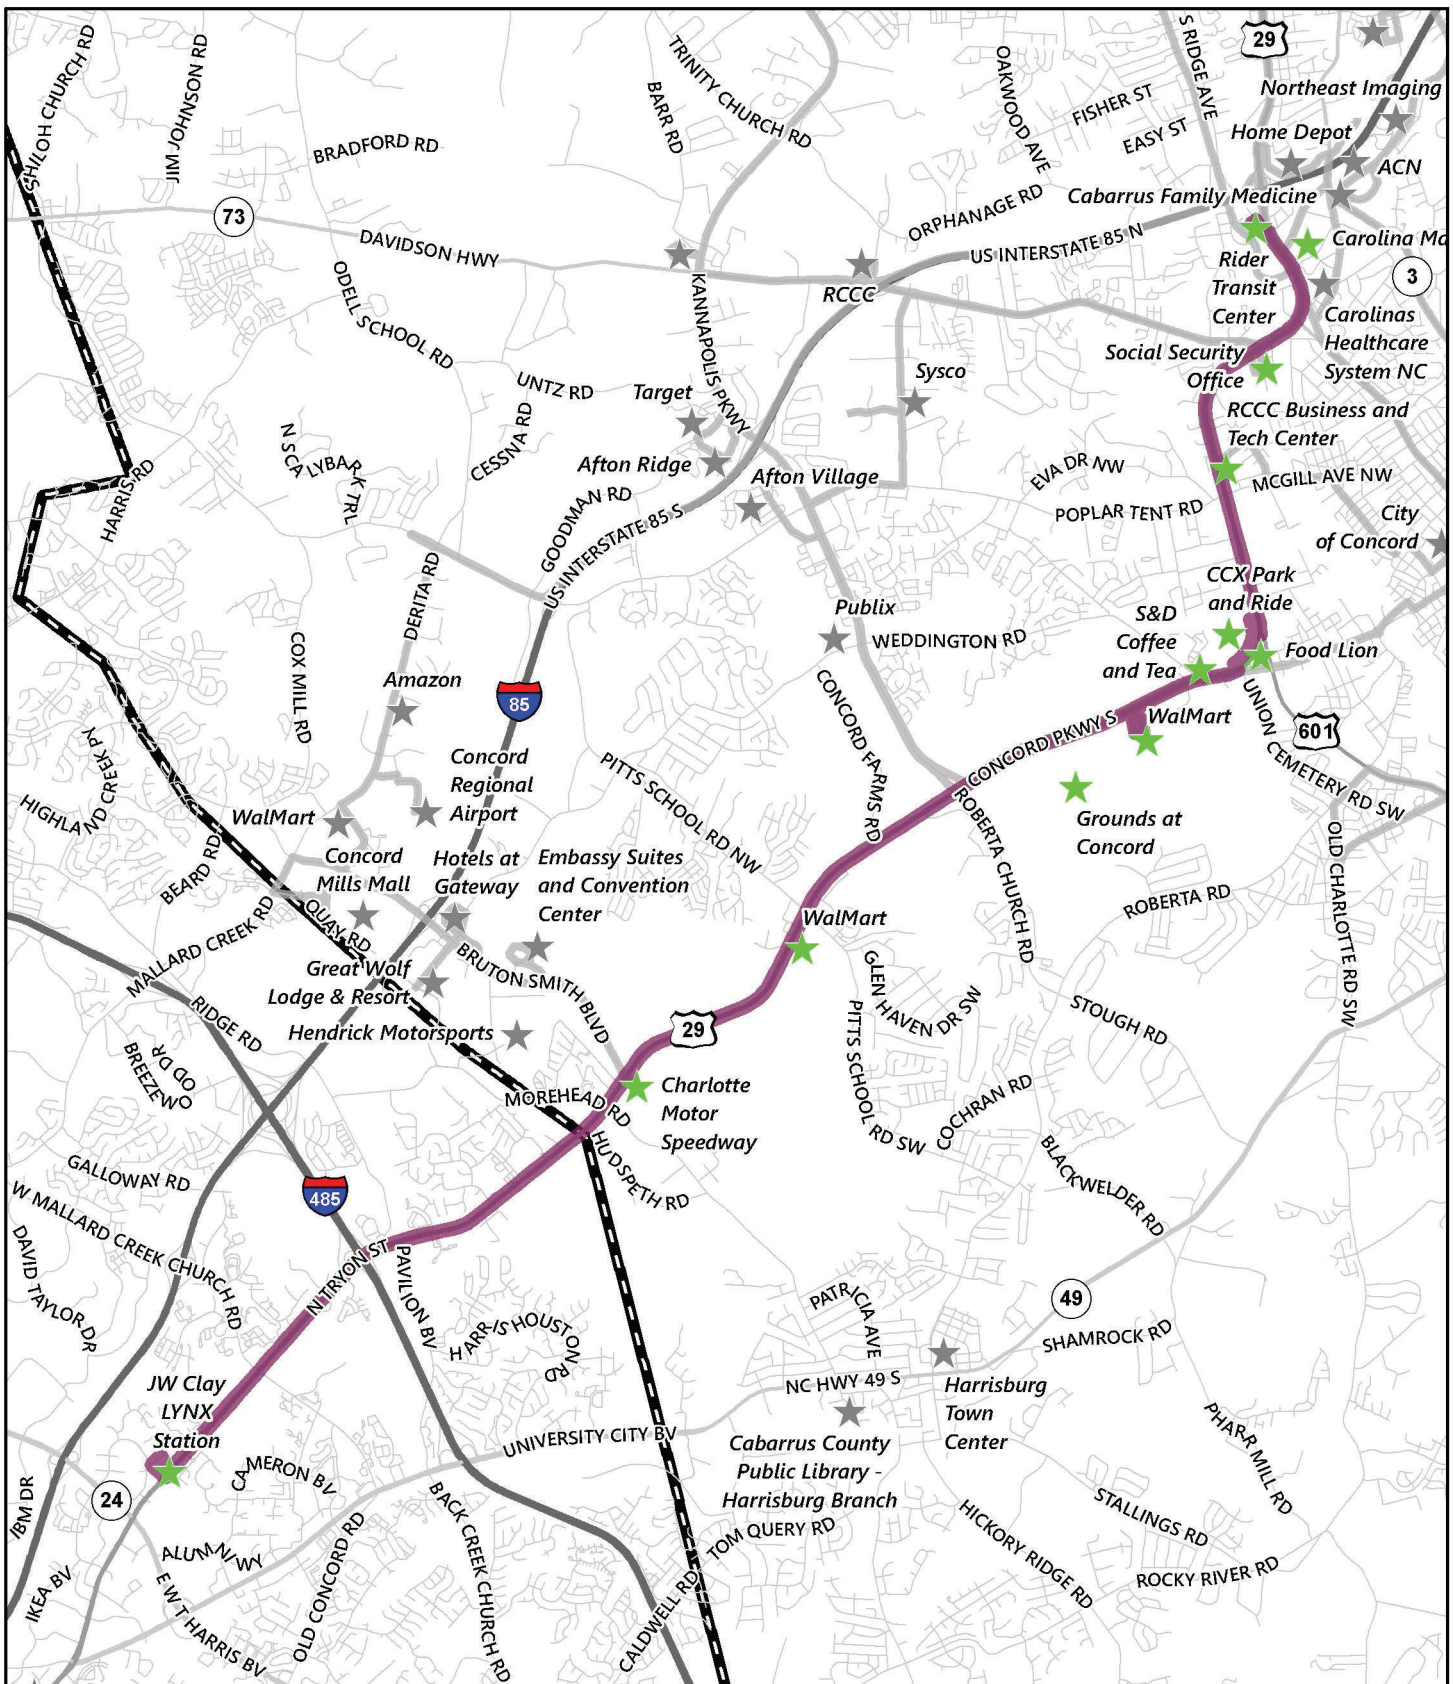 SHILOH CHURCH RD
JIM JOHNSON RD
BRADFORD RD
BARR RD
TRINITY CHURCH RD
OAKWOOD AVE
FISHER ST
EASY ST
S RIDGE AVE
29
Northeast Imaging
Home Depot
ACN
Cabarrus Family Medicine
73
DAVIDSON HWY
ORPHANAGE RD
US INTERSTATE 85 N
Carolina Ma
3
Rider
Transit
Center
RCCC
KANNAPOLIS PKWY
ODELL SCHOOL RD
Carolinas
Healthcare
System NC
Social Security
Office
UNTZ RD
Target
Sysco
CESSNA RD
RCCC Business and
Tech Center
N SCALYBARK TRL
HARRIS RD
Afton Ridge
Afton Village
EVA DR NW
MCGILL AVE NW
GOODMAN RD
US INTERSTATE 85 S
POPLAR TENT RD
City
of Concord
DERITA RD
CCX Park
and Ride
Publix
WEDDINGTON RD
S&D
Coffee
and Tea
Food Lion
COX MILL RD
Amazon
85
CONCORD FARMS RD
CONCORD PKWY S
WalMart
UNION CEMETERY RD SW
601
HIGHLAND CREEK PY
Concord
Regional
Airport
PITTS SCHOOL RD NW
WalMart
Grounds at
Concord
ROBERTA CHURCH RD
OLD CHARLOTTE RD SW
BEARD RD
Concord
Mills Mall
Hotels at
Gateway
Embassy Suites
and Convention
Center
ROBERTA RD
MALLARD CREEK RD
QUAY RD
WalMart
BRUTON SMITH BLVD
Great Wolf
Lodge & Resort
GLEN HAVEN DR SW
RIDGE RD
Hendrick Motorsports
29
PITTS SCHOOL RD SW
STOUGH RD
BREEZWOOD DR
MOREHEAD RD
Charlotte
Motor
Speedway
COCHRAN RD
HUDSPETH RD
BLACKWELDER RD
GALLOWAY RD
485
W MALLARD CREEK CHURCH RD
DAVID TAYLOR DR
N TRYON ST
PAVILION BV
HARRIS HOUSTON RD
PATRICIA AVE
49
SHAMROCK RD
JW Clay
LYNX
Station
NC HWY 49 S
Harrisburg
Town
Center
UNIVERSITY CITY BV
Cabarrus County
Public Library -
Harrisburg Branch
PHARR MILL RD
CAMERON BV
24
IBM DR
BACK CREEK CHURCH RD
TOM QUERY RD
HICKORY RIDGE RD
STALLINGS RD
ALUMNI WY
OLD CONCORD RD
ROCKY RIVER RD
IKEA BV
E W T HARRIS BV
CALDWELL RD